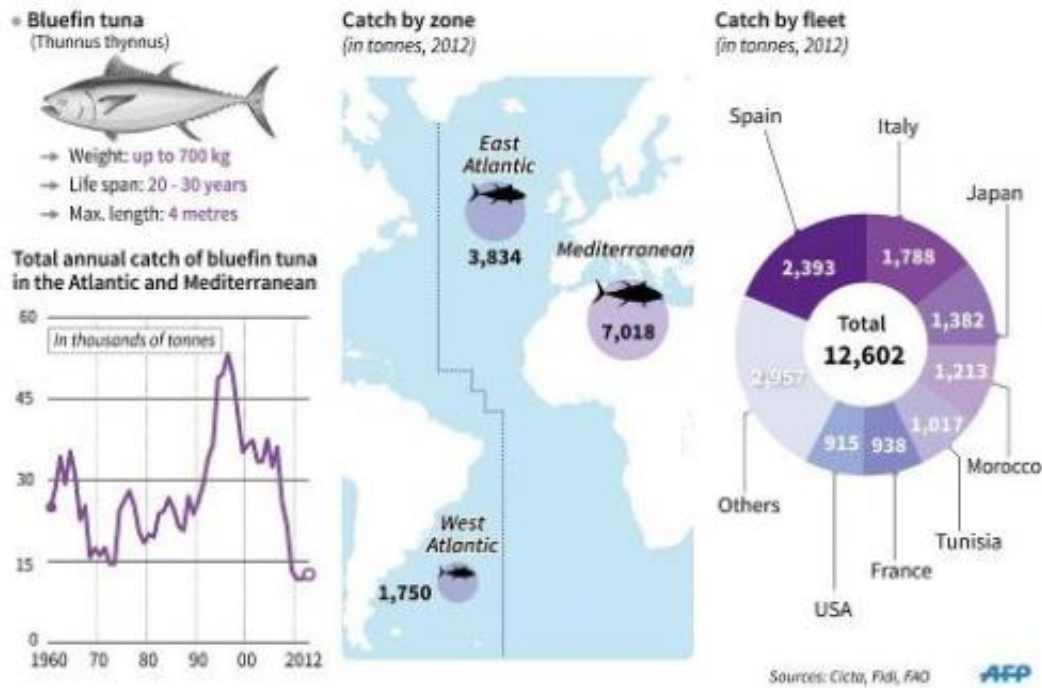 Bluefin tuna
(Thunnus thynnus)
→ Weight: up to 700 kg
→ Life span: 20 - 30 years
→ Max. length: 4 metres
Total annual catch of bluefin tuna
in the Atlantic and Mediterranean
60
In thousands of tonnes
45
30
15
0
1960 70 80 90 00 2012
Catch by zone
(in tonnes, 2012)
East
Atlantic
3,834
Mediterranean
7,018
West
Atlantic
1,750
Catch by fleet
(in tonnes, 2012)
Spain
Italy
Japan
2,393
1,788
1,382
Total
12,602
2,957
1,213
1,017
915
938
Morocco
Others
Tunisia
France
USA
Sources: Cicta, Fidi, FAO
AFP